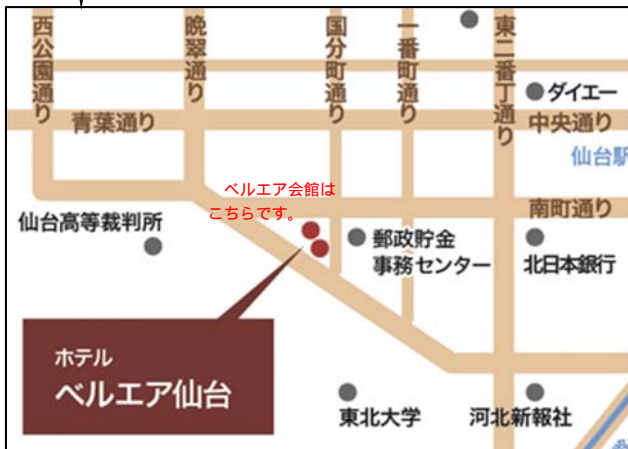 西公園通り
晩翠通り
国分町通り
一番町通り
東二番丁通り
ダイエー
青葉通り
中央通り
仙台駅
ベルエア会館は
こちらです。
南町通り
仙台高等裁判所
郵政貯金
事務センター
北日本銀行
ホテル
ベルエア仙台
東北大学
河北新報社